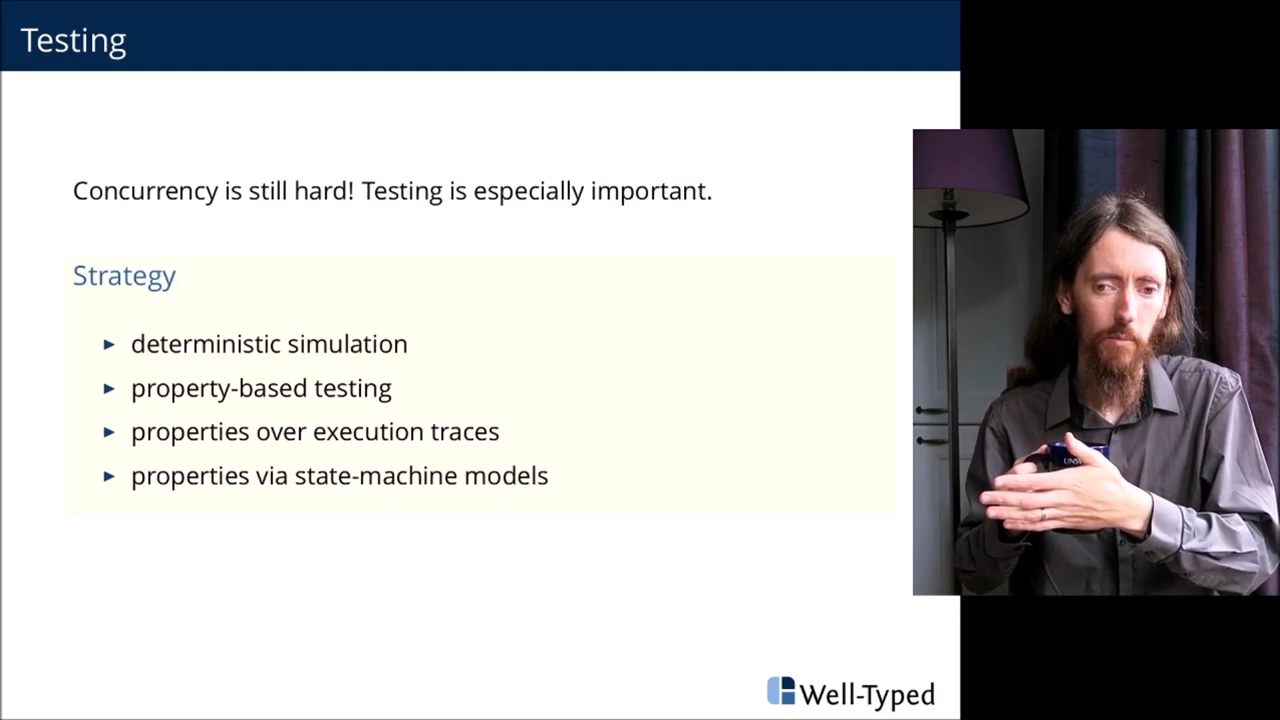 Testing
Concurrency is still hard! Testing is especially important.
Strategy
deterministic simulation
property-based testing
properties over execution traces
properties via state-machine models
Well-Typed